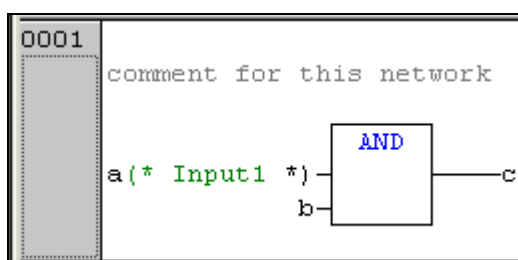 0001
comment for this network
AND
a(* Input1 *)
c
b